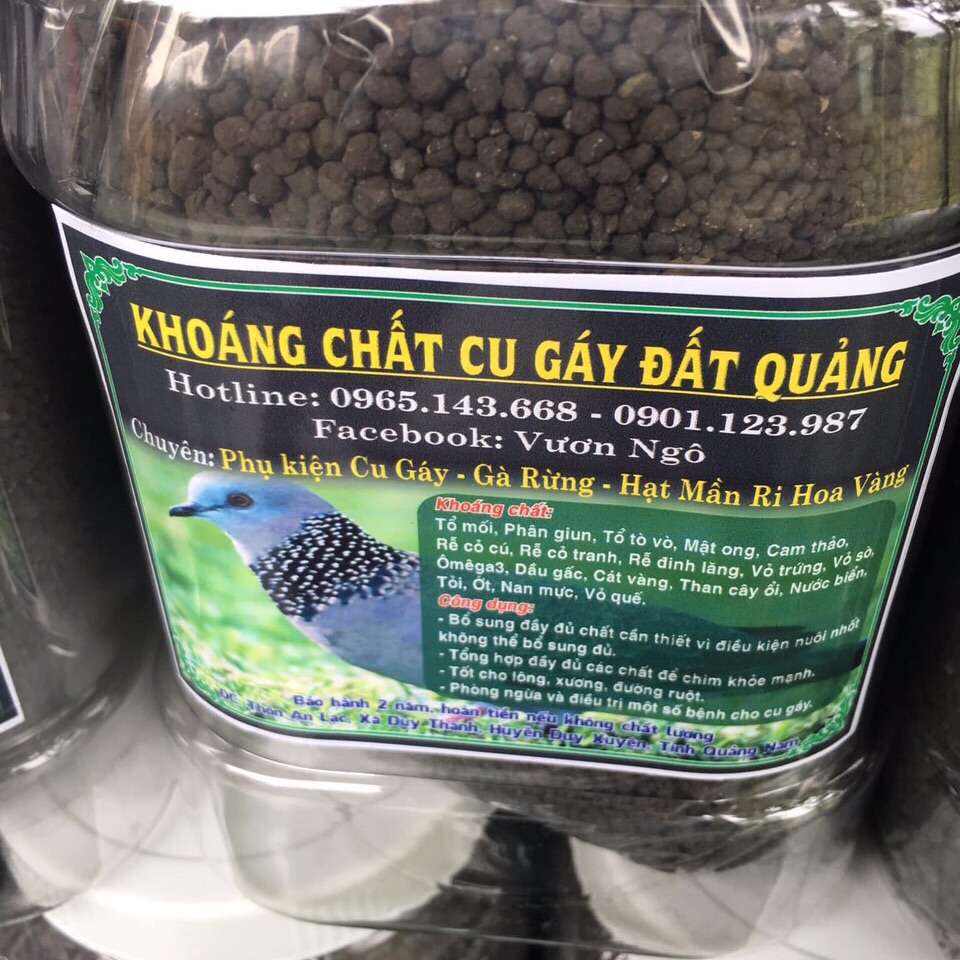 KHOÁNG CHẤT CU GÁY ĐẤT QUẢNG
Hotline: 0965.143.668 - 0901.123.987
Facebook: Vươn Ngô
Chuyên: Phụ kiện Cu Gáy - Gà Rừng - Hạt Mần Ri Hoa Vàng
Khoáng chất:
Tổ mối, Phân giun, Tổ tò vò, Mật ong, Cam thảo,
Rễ cỏ cú, Rễ cỏ tranh, Rễ đinh lăng, Vỏ trứng, Vỏ sò,
Ômêga3, Dầu gấc, Cát vàng, Than cây ổi, Nước biển,
Tỏi, Ớt, Nan mực, Vỏ quế.
Công dụng:
- Bổ sung đầy đủ chất cần thiết vì điều kiện nuôi nhốt
không thể bổ sung đủ.
- Tổng hợp đầy đủ các chất để chim khỏe mạnh.
- Tốt cho lông, xương, đường ruột.
- Phòng ngừa và điều trị một số bệnh cho cu gáy.
Bảo hành 2 năm, hoàn tiền nếu không chất lượng
ĐC: Thôn An Lạc, Xã Duy Thành, Huyện Duy Xuyên, Tỉnh Quảng Nam